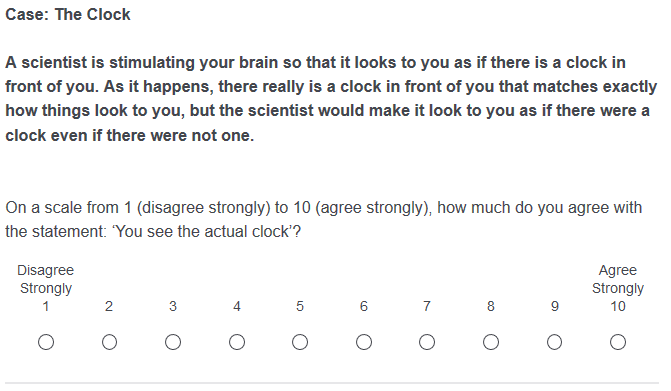 Case: The Clock
A scientist is stimulating your brain so that it looks to you as if there is a clock in
front of you. As it happens, there really is a clock in front of you that matches exactly
how things look to you, but the scientist would make it look to you as if there were a
clock even if there were not one.
On a scale from 1 (disagree strongly) to 10 (agree strongly), how much do you agree with
the statement: ‘You see the actual clock’?
Disagree Agree
Strongly Strongly
1 2 3 4 5 6 7 8 9 10